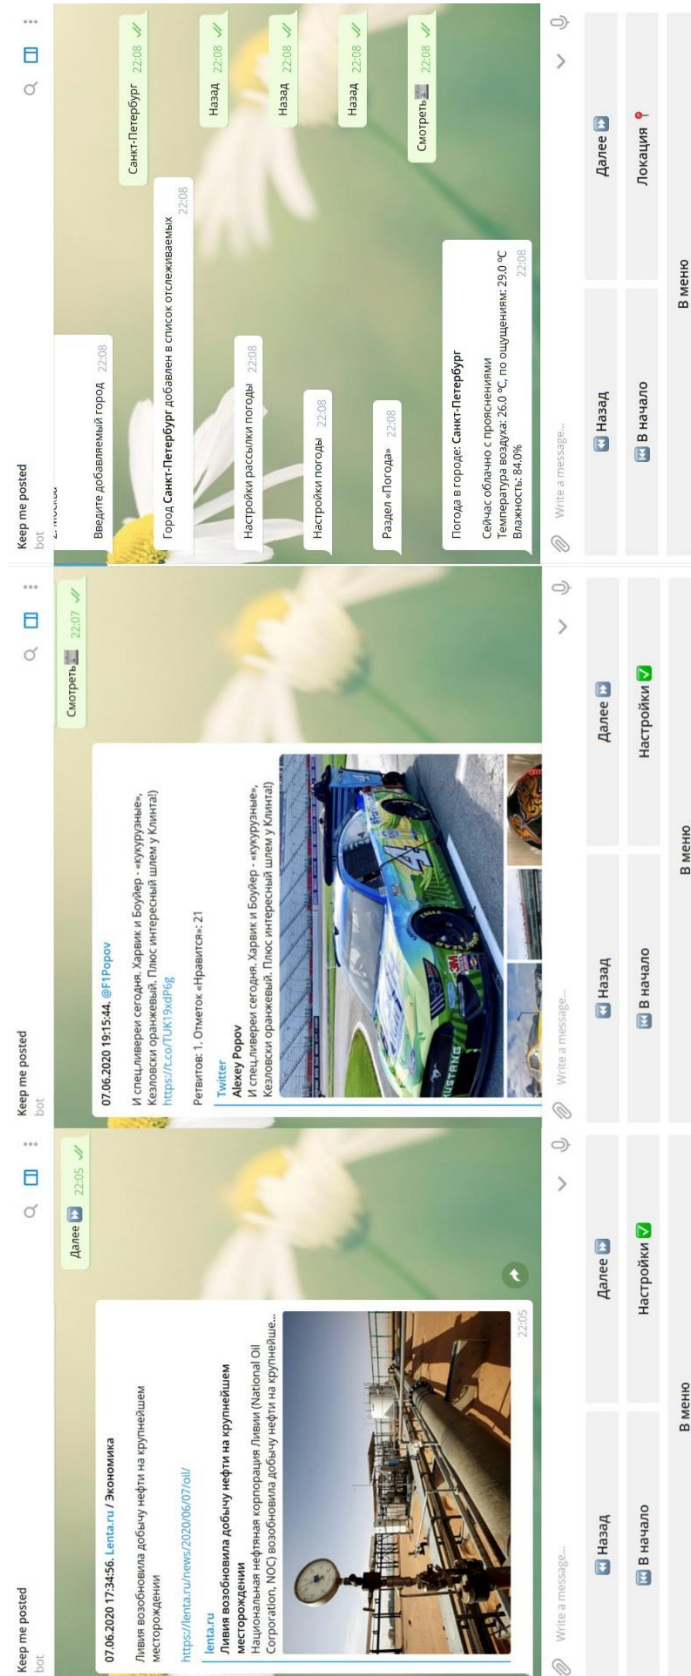 Keep me posted
bot
Далее
22:05
07.06.2020 17:34:56. Lenta.ru / Экономика
Ливия возобновила добычу нефти на крупнейшем
месторождении
https://lenta.ru/news/2020/06/07/oil/
lenta.ru
Ливия возобновила добычу нефти на крупнейшем
месторождении
Национальная нефтяная корпорация Ливии (National Oil
Corporation, NOC) возобновила добычу нефти на крупнейше...
22:05
Write a message...
Назад
Далее
В начало
Настройки
В меню
Keep me posted
bot
Смотреть
22:07
07.06.2020 19:15:44. @F1Popov
И спец.ливереи сегодня. Харвик и Боуйер - «кукурузные»,
Кезловски оранжевый. Плюс интересный шлем у Клинта!)
https://t.co/TUK19xdP6g
Ретвитов: 1. Отметок «Нравится»: 21
Twitter
Alexey Popov
И спец.ливереи сегодня. Харвик и Боуйер - «кукурузные»,
Кезловски оранжевый. Плюс интересный шлем у Клинта!)
4
3M
MUSTANG
Write a message...
Назад
Далее
В начало
Настройки
В меню
Keep me posted
bot
Введите добавляемый город
22:08
Санкт-Петербург
22:08
Город Санкт-Петербург добавлен в список отслеживаемых
22:08
Назад
22:08
Настройки рассылки погоды
22:08
Назад
22:08
Настройки погоды
22:08
Назад
22:08
Раздел «Погода»
22:08
Смотреть
22:08
Погода в городе: Санкт-Петербург
Сейчас облачно с прояснениями
Температура воздуха: 26.0 °C, по ощущениям: 29.0 °C
Влажность: 84.0%
22:08
Write a message...
Назад
Далее
В начало
Локация
В меню